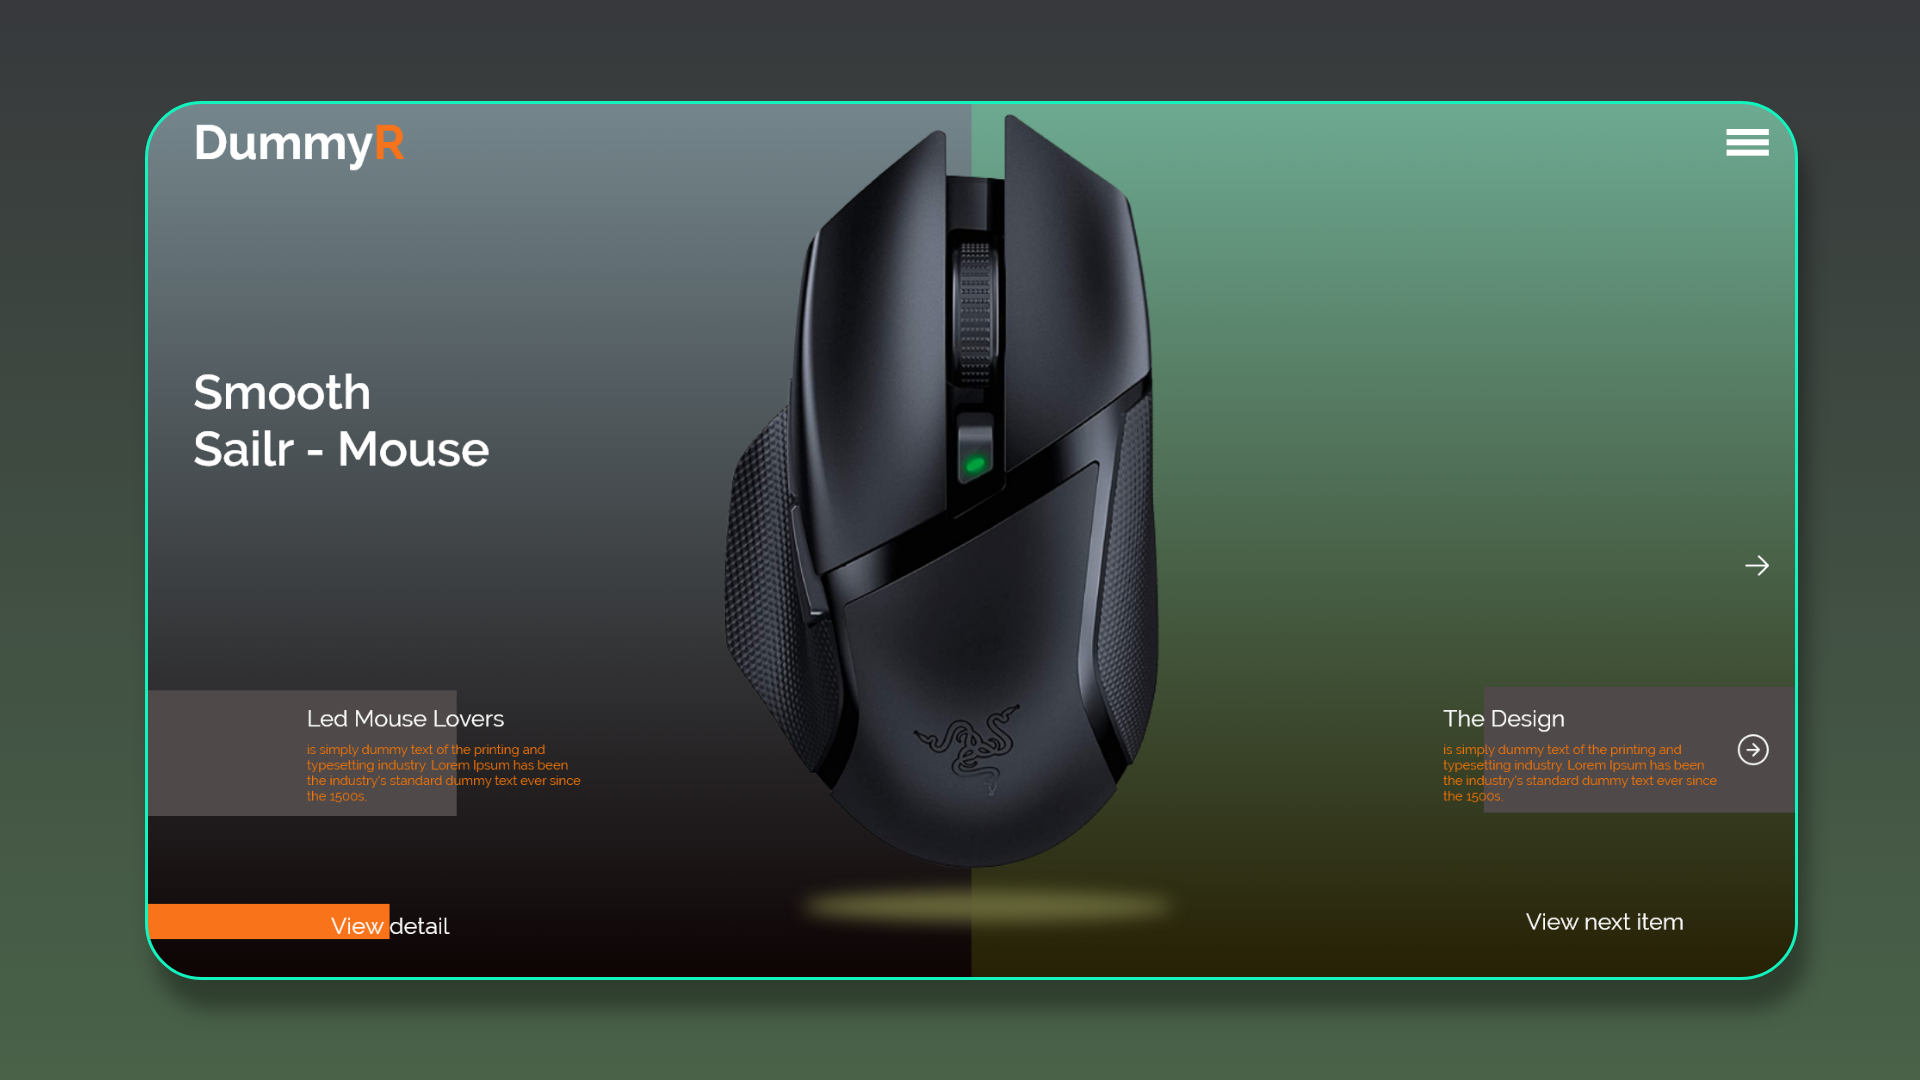 DummyR
Smooth
Sailr - Mouse
Led Mouse Lovers
is simply dummy text of the printing and
typesetting industry. Lorem Ipsum has been
the industry's standard dummy text ever since
the 1500s.
The Design
is simply dummy text of the printing and
typesetting industry. Lorem Ipsum has been
the industry's standard dummy text ever since
the 1500s.
View detail
View next item